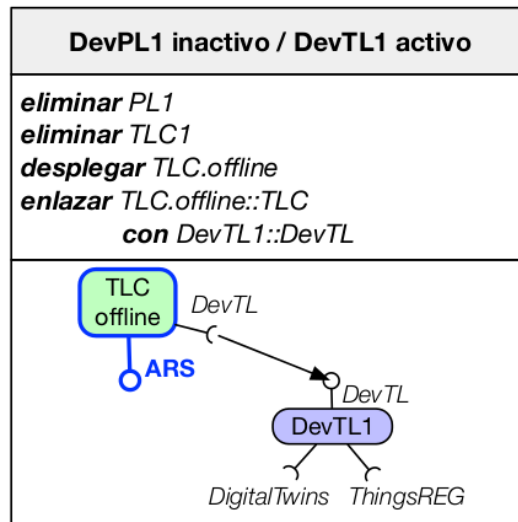 DevPL1 inactivo / DevTL1 activo
eliminar PL1
eliminar TLC1
desplegar TLC.offline
enlazar TLC.offline::TLC
con DevTL1::DevTL
TLC
offline
DevTL
ARS
DevTL
DevTL1
DigitalTwins
ThingsREG